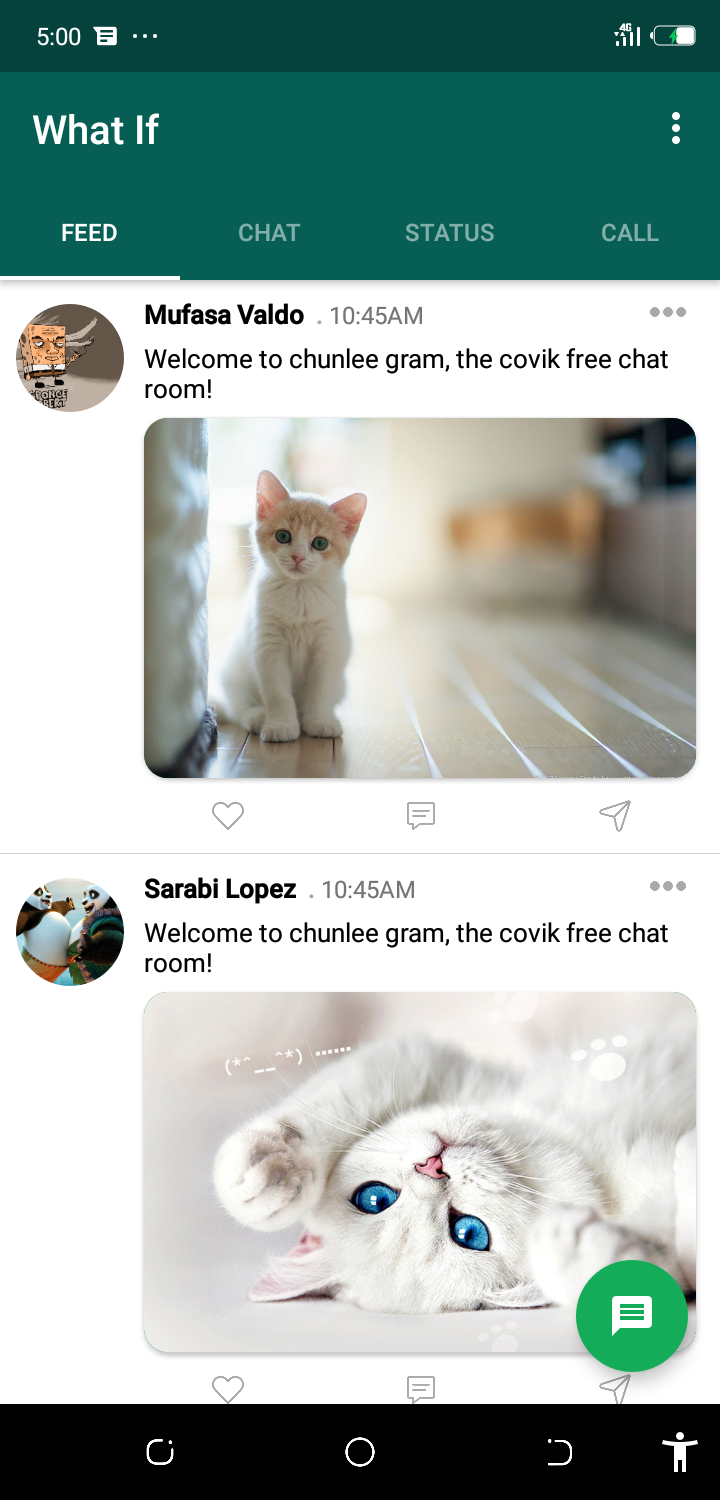 5:00
4G
What If
FEED CHAT STATUS CALL
Mufasa Valdo . 10:45AM
Welcome to chunlee gram, the covik free chat
room!
Sarabi Lopez . 10:45AM
Welcome to chunlee gram, the covik free chat
room!
(*^__^*) ······